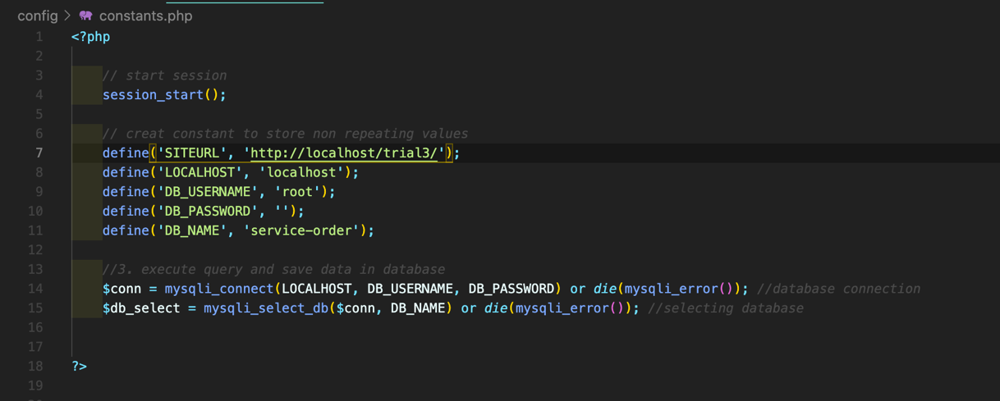 config > constants.php
1 <?php
2
3 // start session
4 session_start();
5
6 // creat constant to store non repeating values
7 define('SITEURL', 'http://localhost/trial3/');
8 define('LOCALHOST', 'localhost');
9 define('DB_USERNAME', 'root');
10 define('DB_PASSWORD', '');
11 define('DB_NAME', 'service-order');
12
13 //3. execute query and save data in database
14 $conn = mysqli_connect(LOCALHOST, DB_USERNAME, DB_PASSWORD) or die(mysqli_error()); //database connection
15 $db_select = mysqli_select_db($conn, DB_NAME) or die(mysqli_error()); //selecting database
16
17
18 ?>
19
20